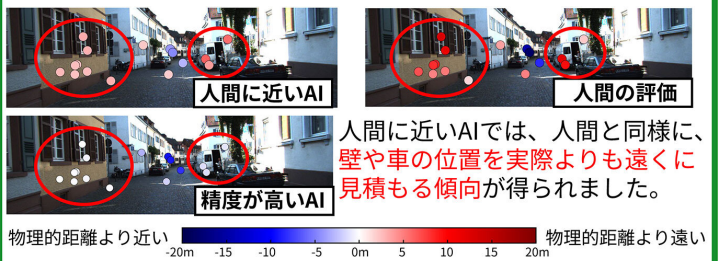 人間に近いAI
人間の評価
精度が高いAI
人間に近いAIでは、人間と同様に、
壁や車の位置を実際よりも遠くに
見積もる傾向が得られました。
物理的距離より近い
-20m -15 -10 -5 0m 5 10 15 20m
物理的距離より遠い